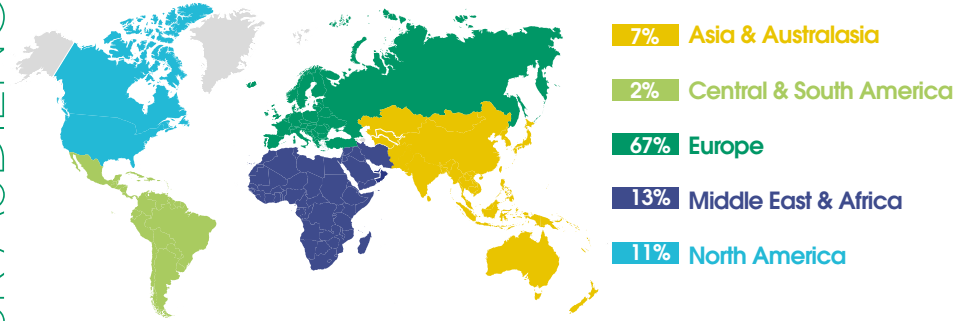 7% Asia & Australasia
2% Central & South America
67% Europe
13% Middle East & Africa
11% North America